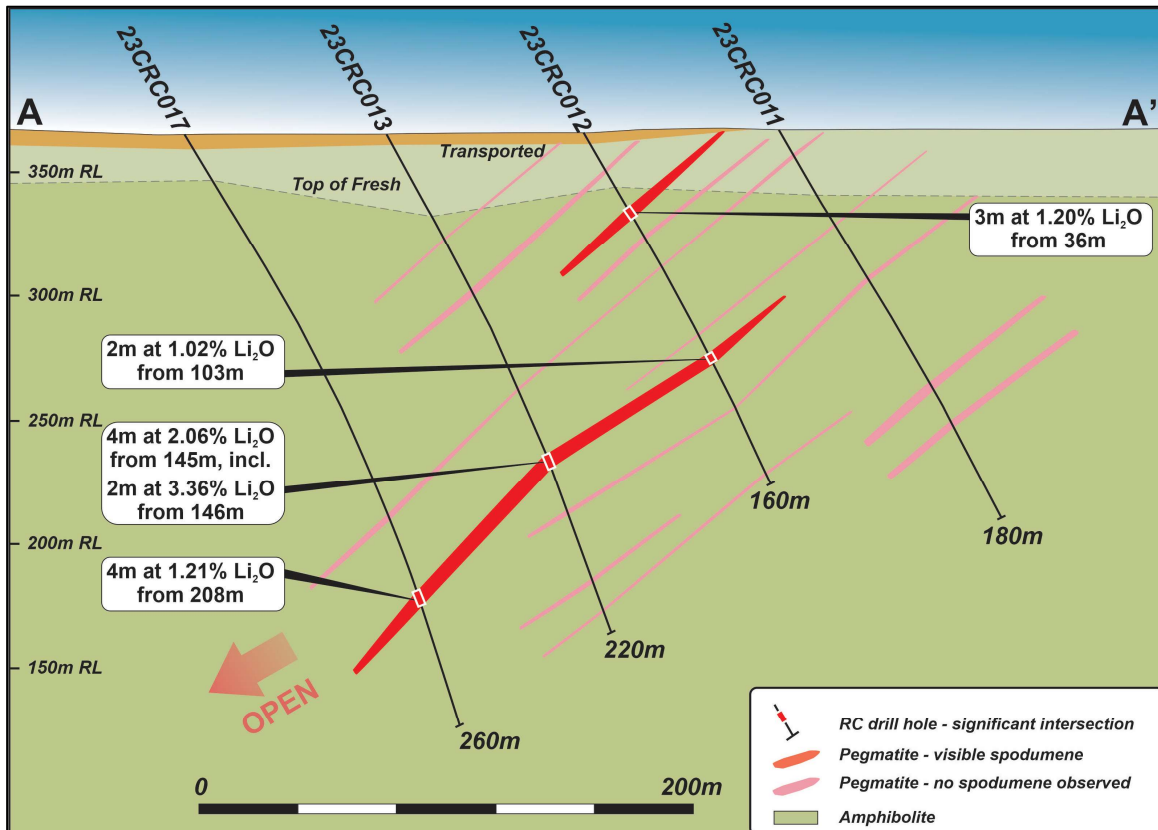 23CRC017
23CRC013
23CRC012
23CRC011
A
A'
Transported
350m RL
Top of Fresh
3m at 1.20% Li₂O
from 36m
300m RL
2m at 1.02% Li₂O
from 103m
250m RL
4m at 2.06% Li₂O
from 145m, incl.
2m at 3.36% Li₂O
from 146m
160m
180m
200m RL
4m at 1.21% Li₂O
from 208m
220m
150m RL
OPEN
260m
0
200m
RC drill hole - significant intersection
Pegmatite - visible spodumene
Pegmatite - no spodumene observed
Amphibolite